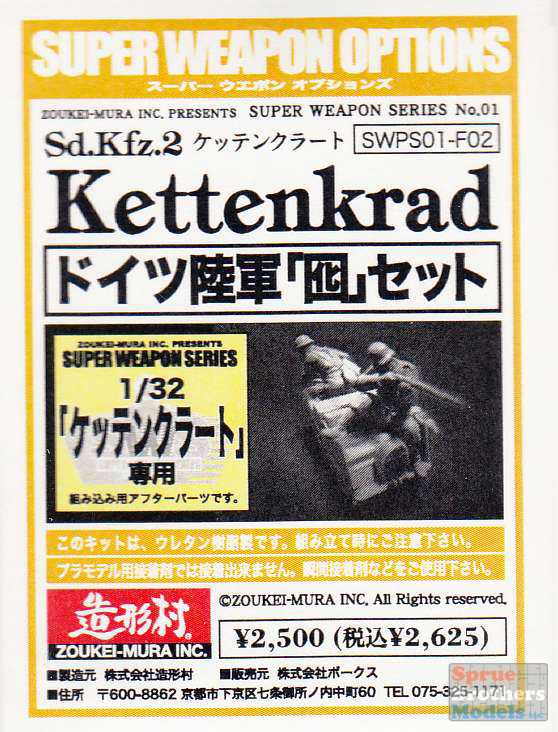 SUPER WEAPON OPTIONS
スーパー ウエポン オプションズ
ZOUKEI-MURA INC. PRESENTS SUPER WEAPON SERIES No.01
Sd.Kfz.2 ケッテンクラート SWPS01-F02
Kettenkrad
ドイツ陸軍「囮」セット
ZOUKEI-MURA INC. PRESENTS
SUPER WEAPON SERIES
1/32
「ケッテンクラート」
専用
組み込み用アフターパーツです。
このキットは、ウレタン樹脂製です。組み立て時にご注意下さい。
プラモデル用接着剤では接着出来ません。瞬間接着剤などをご使用下さい。
造形村®
ZOUKEI-MURA INC.
©ZOUKEI-MURA INC. All Rights reserved.
¥2,500 (税込¥2,625)
■製造元 株式会社造形村 ■販売元 株式会社ボークス
■住所 〒600-8862 京都市下京区七条御所ノ内中町60 TEL 075-325-1171
Sprue
Brothers
Models LLC